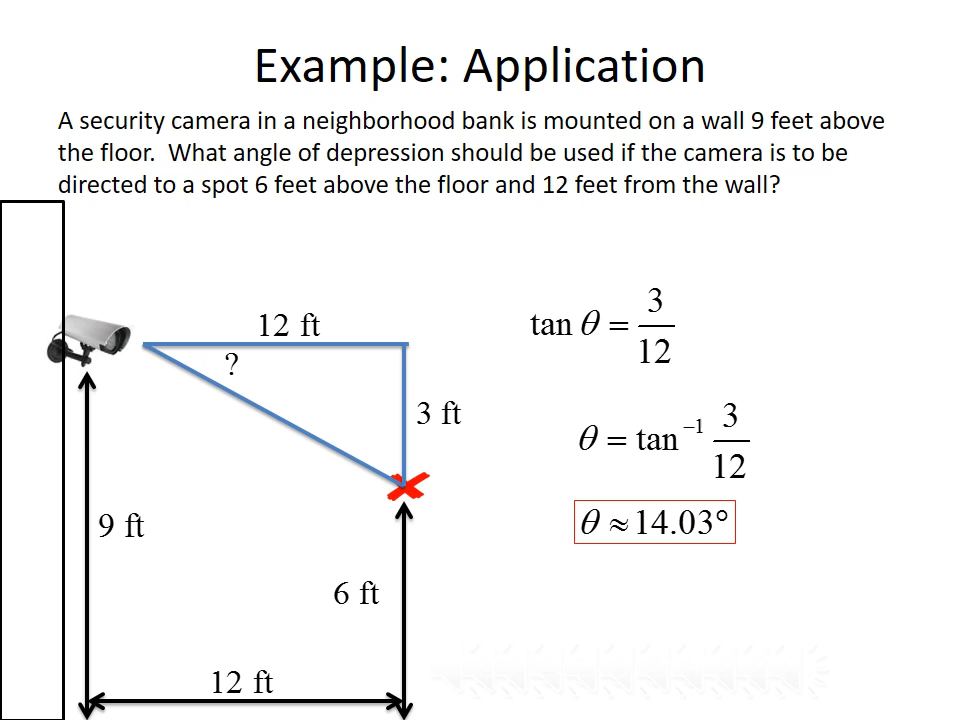 Example: Application
A security camera in a neighborhood bank is mounted on a wall 9 feet above
the floor.  What angle of depression should be used if the camera is to be
directed to a spot 6 feet above the floor and 12 feet from the wall?
12 ft
?
3 ft
9 ft
6 ft
12 ft
tan θ = 3/12
θ = tan⁻¹ 3/12
θ ≈ 14.03°